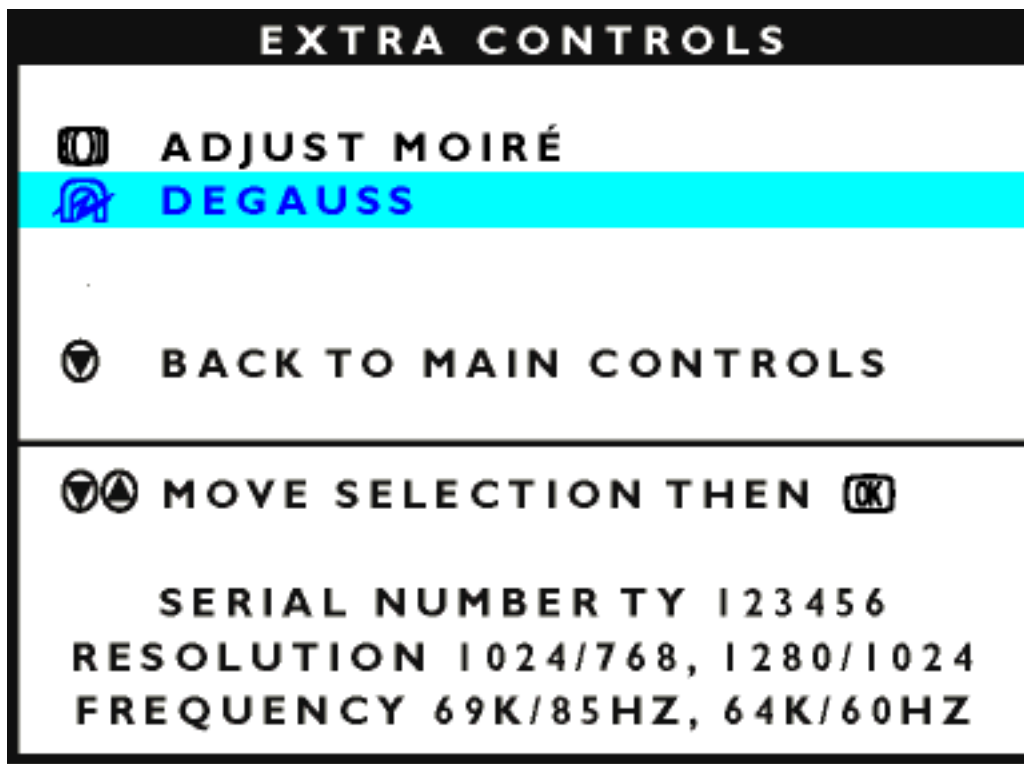 EXTRA CONTROLS
ADJUST MOIRÉ
DEGAUSS
BACK TO MAIN CONTROLS
MOVE SELECTION THEN OK
SERIAL NUMBER TY 123456
RESOLUTION 1024/768, 1280/1024
FREQUENCY 69K/85HZ, 64K/60HZ